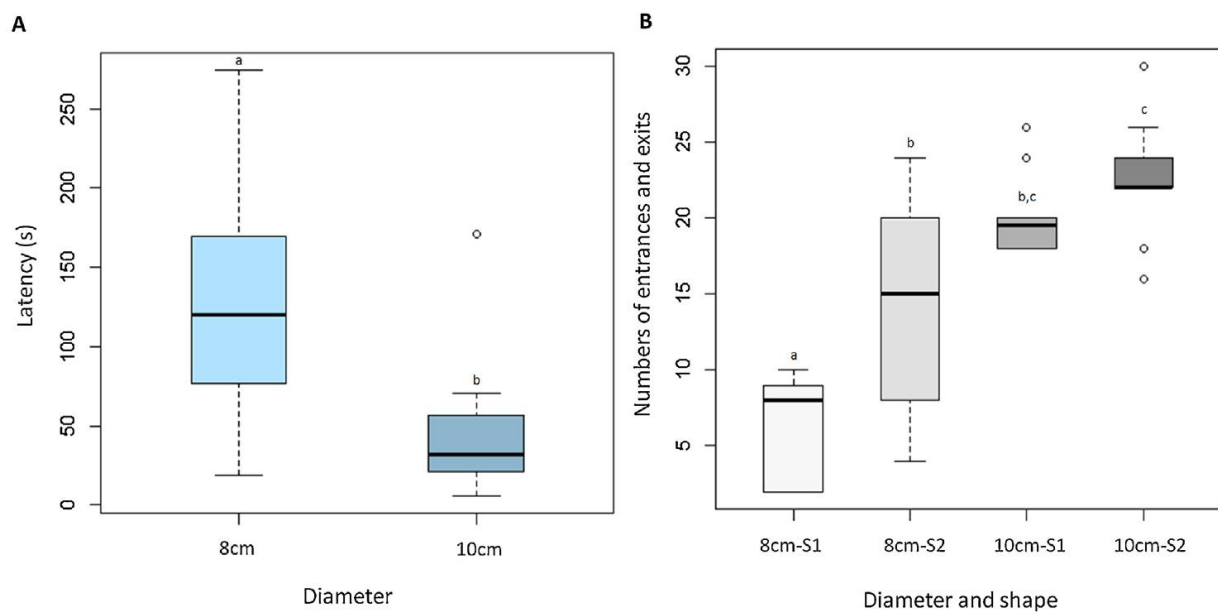 A
Latency (s)
250
200
150
100
50
0
a
b
8cm
10cm
Diameter
B
Numbers of entrances and exits
30
25
20
15
10
5
a
b
b,c
c
8cm-S1
8cm-S2
10cm-S1
10cm-S2
Diameter and shape